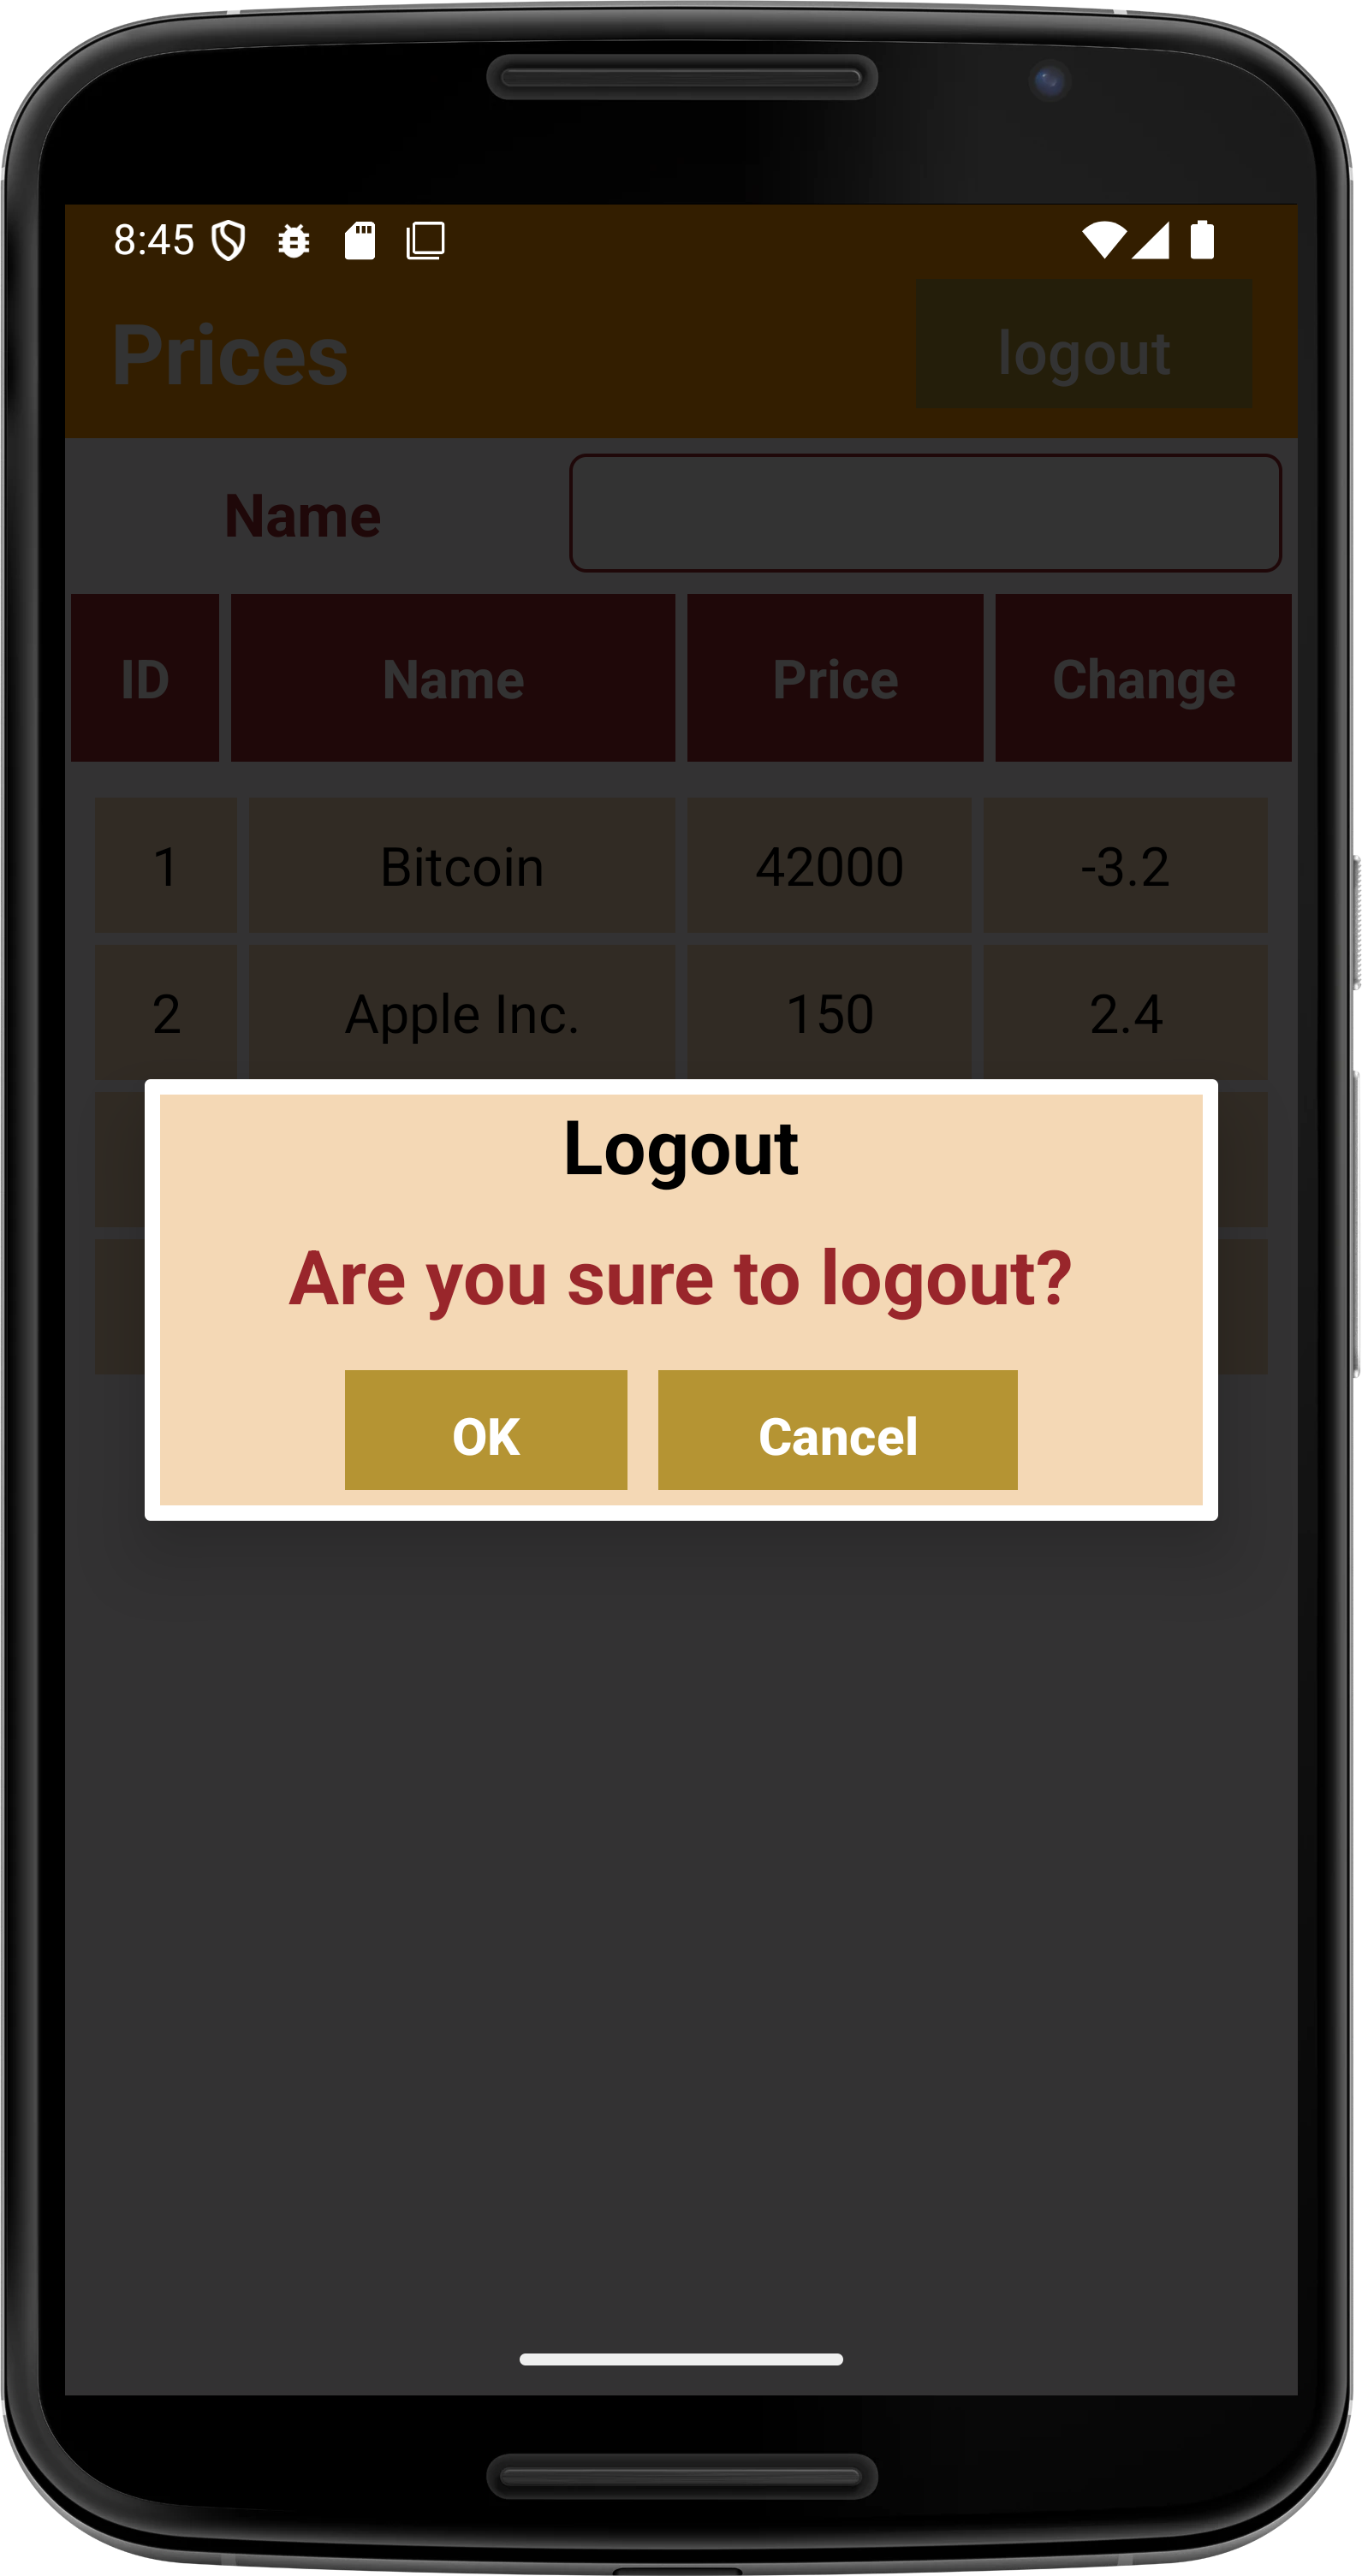 8:45
Prices logout
Name
ID Name Price Change
1 Bitcoin 42000 -3.2
2 Apple Inc. 150 2.4
Logout
Are you sure to logout?
OK Cancel